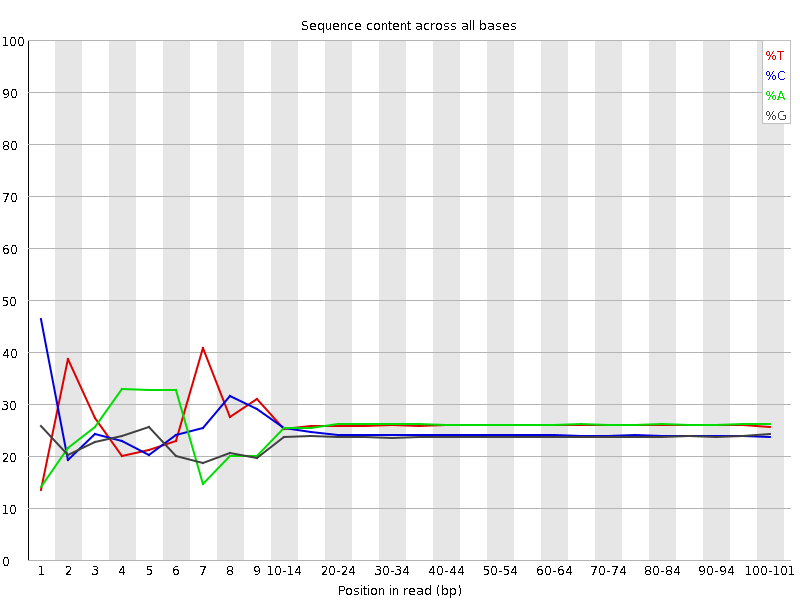 Sequence content across all bases
100
90
80
70
60
50
40
30
20
10
0
%T
%C
%A
%G
1 2 3 4 5 6 7 8 9 10-14 20-24 30-34 40-44 50-54 60-64 70-74 80-84 90-94 100-101
Position in read (bp)